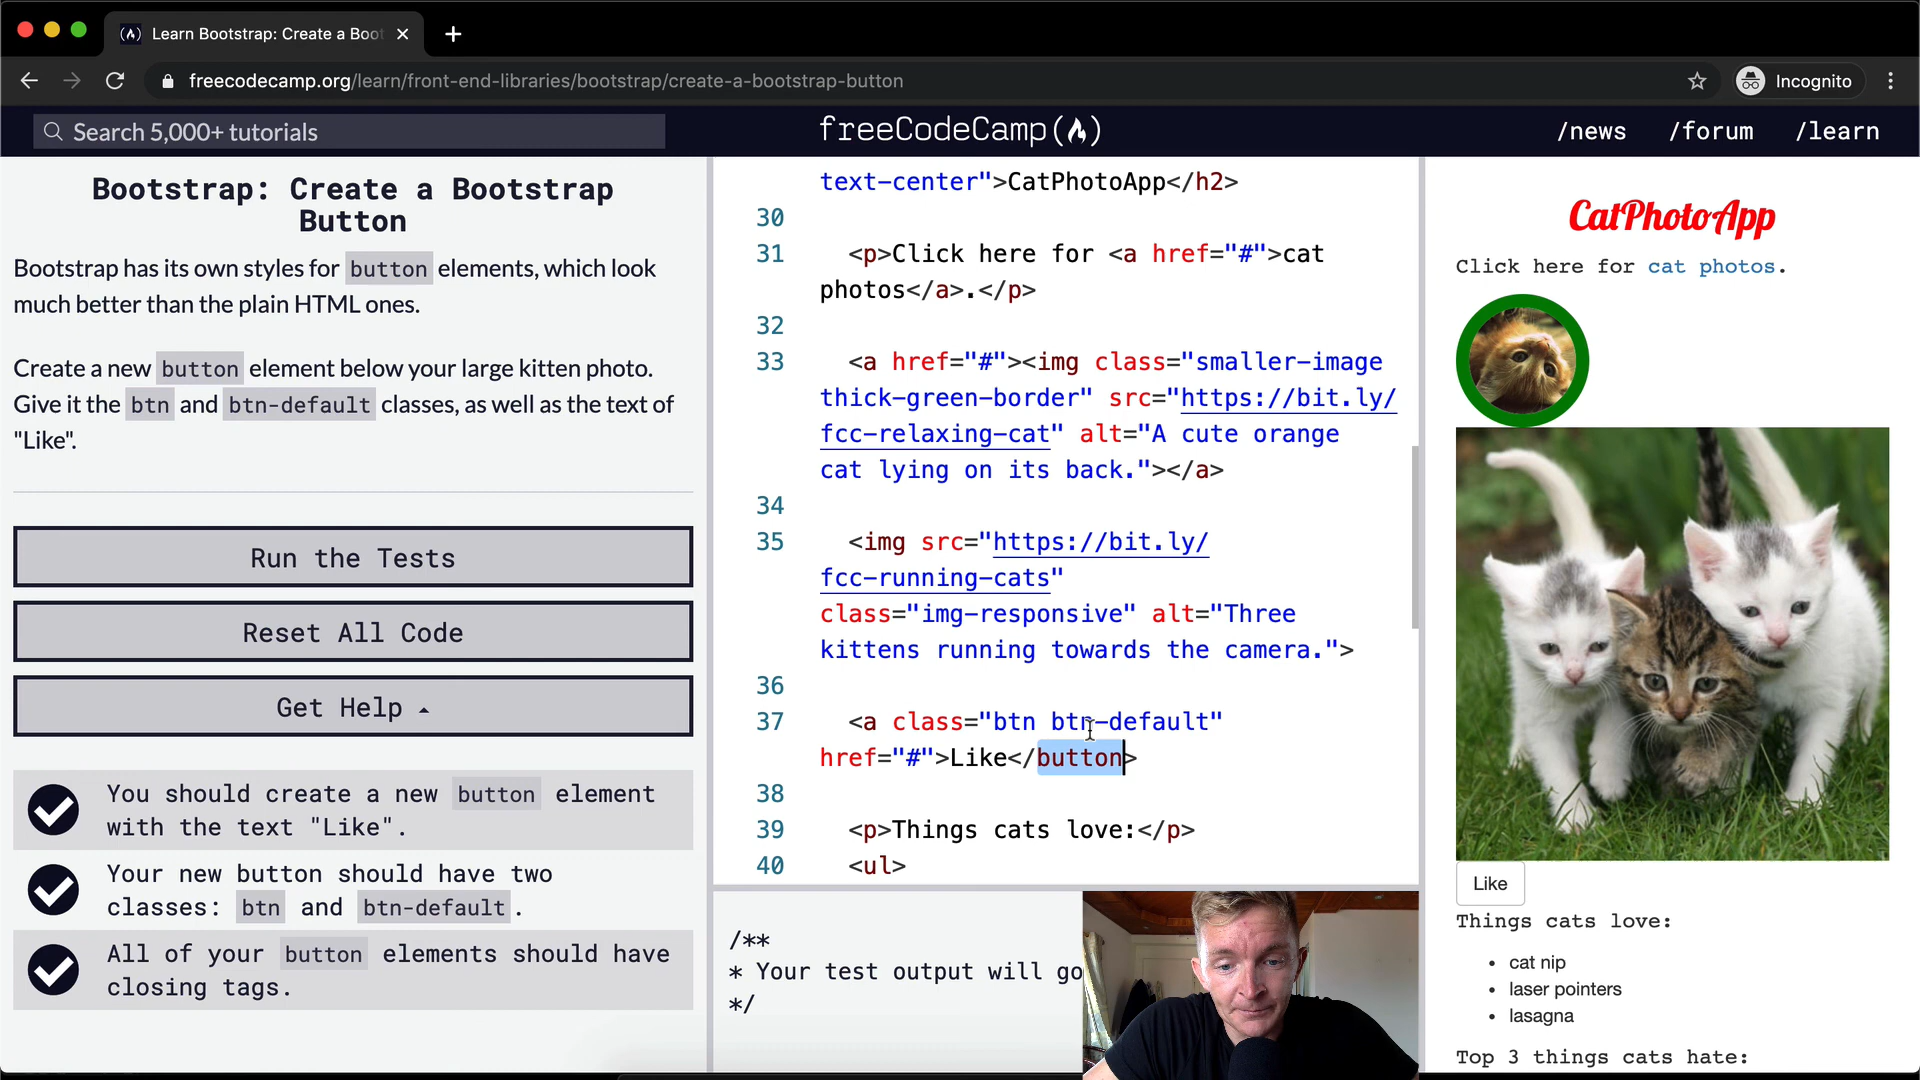 Learn Bootstrap: Create a Boot
freecodecamp.org/learn/front-end-libraries/bootstrap/create-a-bootstrap-button
Incognito
Search 5,000+ tutorials
freeCodeCamp
/news /forum /learn
Bootstrap: Create a Bootstrap
Button
Bootstrap has its own styles for button elements, which look
much better than the plain HTML ones.
Create a new button element below your large kitten photo.
Give it the btn and btn-default classes, as well as the text of
"Like".
Run the Tests
Reset All Code
Get Help
You should create a new button element
with the text "Like".
Your new button should have two
classes: btn and btn-default.
All of your button elements should have
closing tags.
text-center">CatPhotoApp</h2>
30
31 <p>Click here for <a href="#">cat
photos</a>.</p>
32
33 <a href="#"><img class="smaller-image
thick-green-border" src="https://bit.ly/
fcc-relaxing-cat" alt="A cute orange
cat lying on its back."></a>
34
35 <img src="https://bit.ly/
fcc-running-cats"
class="img-responsive" alt="Three
kittens running towards the camera.">
36
37 <a class="btn btn-default"
href="#">Like</button>
38
39 <p>Things cats love:</p>
40 <ul>
/**
* Your test output will go
*/
CatPhotoApp
Click here for cat photos.
Like
Things cats love:
• cat nip
• laser pointers
• lasagna
Top 3 things cats hate: